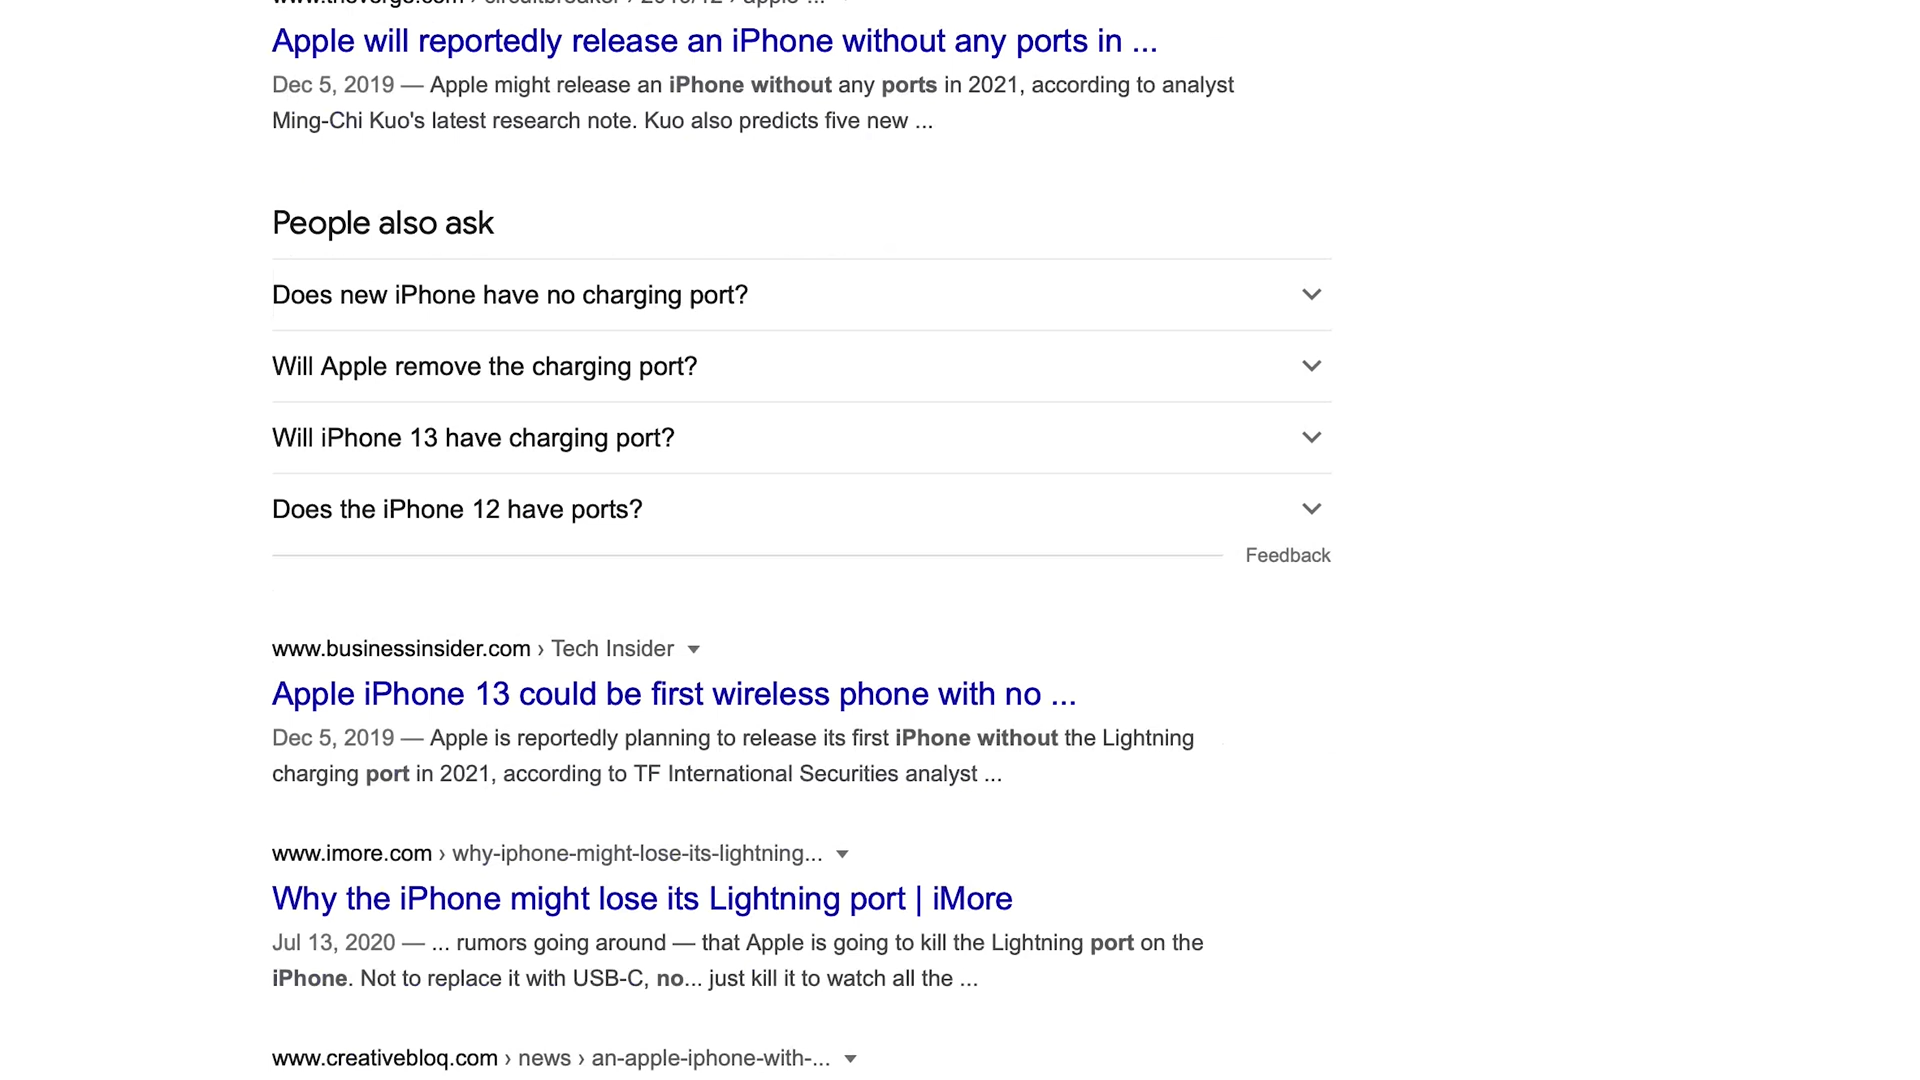 www.theverge.com › circuitbreaker › 2019/12 › apple-...
Apple will reportedly release an iPhone without any ports in ...
Dec 5, 2019 — Apple might release an iPhone without any ports in 2021, according to analyst
Ming-Chi Kuo's latest research note. Kuo also predicts five new ...
People also ask
Does new iPhone have no charging port?
Will Apple remove the charging port?
Will iPhone 13 have charging port?
Does the iPhone 12 have ports?
Feedback
www.businessinsider.com › Tech Insider
Apple iPhone 13 could be first wireless phone with no ...
Dec 5, 2019 — Apple is reportedly planning to release its first iPhone without the Lightning
charging port in 2021, according to TF International Securities analyst ...
www.imore.com › why-iphone-might-lose-its-lightning...
Why the iPhone might lose its Lightning port | iMore
Jul 13, 2020 — ... rumors going around — that Apple is going to kill the Lightning port on the
iPhone. Not to replace it with USB-C, no... just kill it to watch all the ...
www.creativebloq.com › news › an-apple-iphone-with-...